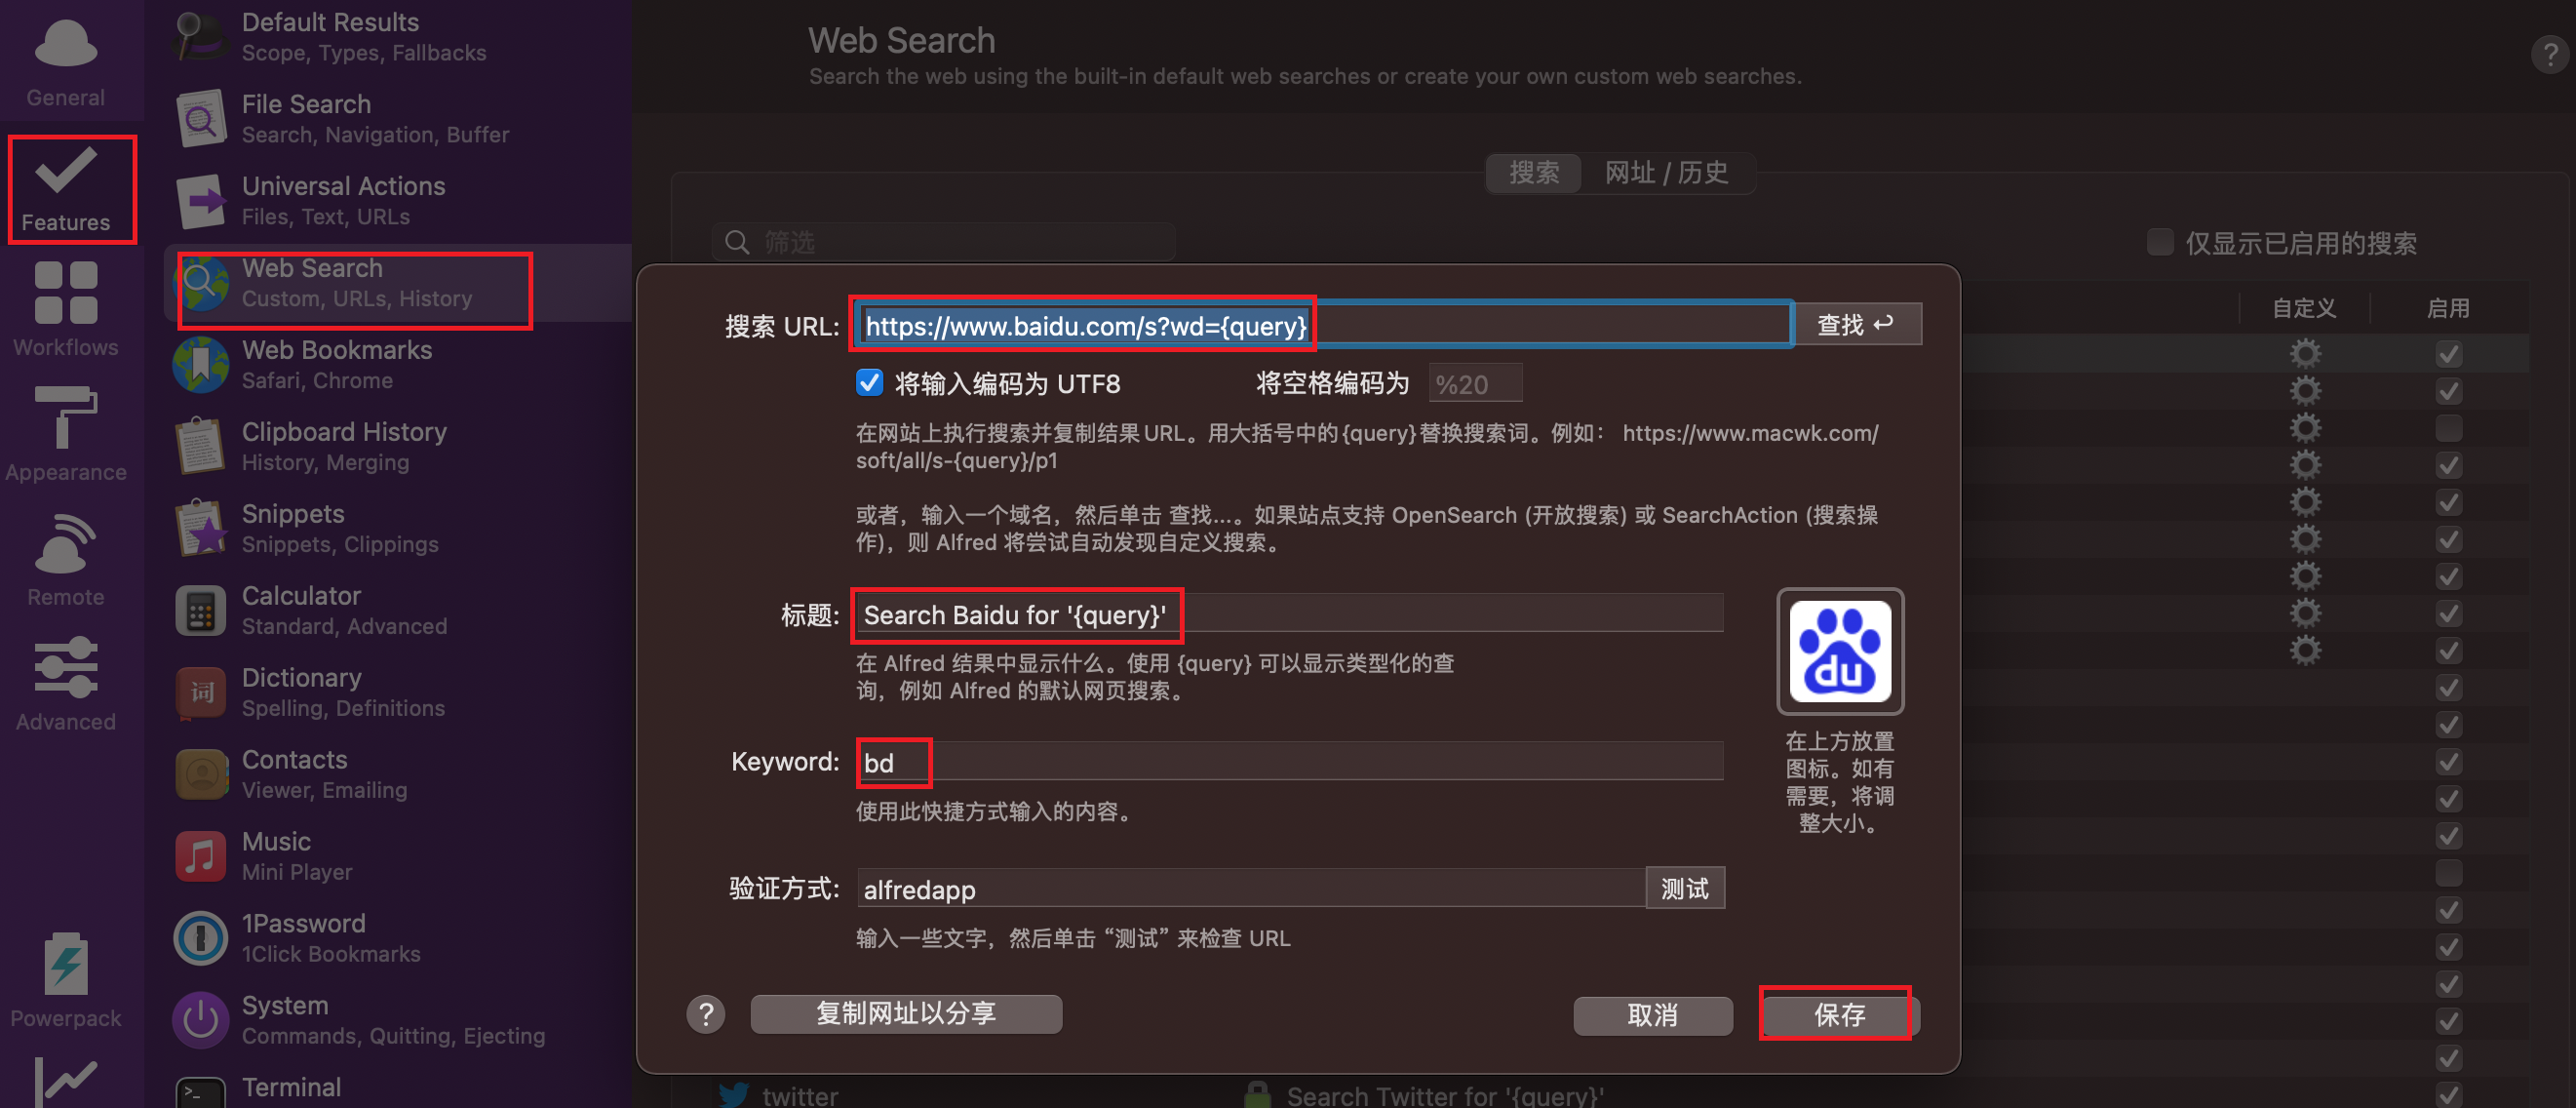 General
Features
Workflows
Appearance
Remote
Advanced
Powerpack
Default Results
Scope, Types, Fallbacks
File Search
Search, Navigation, Buffer
Universal Actions
Files, Text, URLs
Web Search
Custom, URLs, History
Web Bookmarks
Safari, Chrome
Clipboard History
History, Merging
Snippets
Snippets, Clippings
Calculator
Standard, Advanced
词
Dictionary
Spelling, Definitions
Contacts
Viewer, Emailing
Music
Mini Player
1Password
1Click Bookmarks
System
Commands, Quitting, Ejecting
>_
Terminal
Web Search
Search the web using the built-in default web searches or create your own custom web searches.
?
搜索 网址 / 历史
筛选
仅显示已启用的搜索
自定义 启用
搜索 URL: https://www.baidu.com/s?wd={query} 查找 ↩
将输入编码为 UTF8 将空格编码为 %20
在网站上执行搜索并复制结果 URL。用大括号中的{query}替换搜索词。例如： https://www.macwk.com/
soft/all/s-{query}/p1
或者，输入一个域名，然后单击 查找...。如果站点支持 OpenSearch (开放搜索) 或 SearchAction (搜索操
作)，则 Alfred 将尝试自动发现自定义搜索。
标题: Search Baidu for '{query}'
在 Alfred 结果中显示什么。使用 {query} 可以显示类型化的查
询，例如 Alfred 的默认网页搜索。
du
在上方放置
图标。如有
需要，将调
整大小。
Keyword: bd
使用此快捷方式输入的内容。
验证方式: alfredapp 测试
输入一些文字，然后单击 “测试” 来检查 URL
? 复制网址以分享 取消 保存
twitter Search Twitter for '{query}'